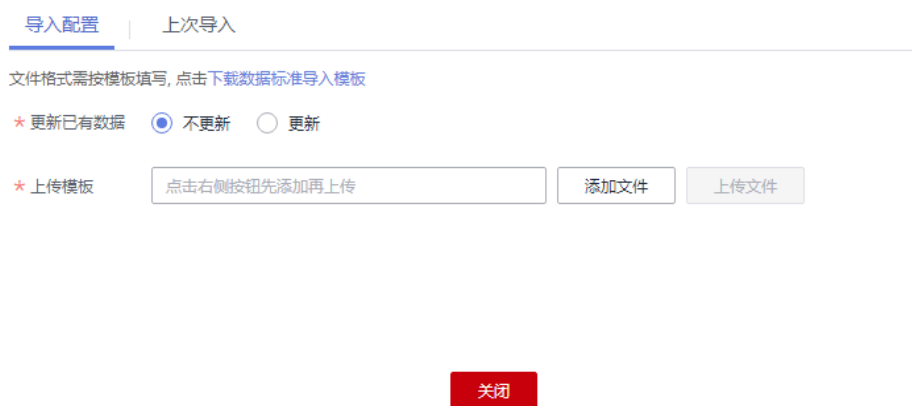 导入配置 上次导入
文件格式需按模板填写, 点击下载数据标准导入模板
* 更新已有数据 不更新 更新
* 上传模板 点击右侧按钮先添加再上传 添加文件 上传文件
关闭